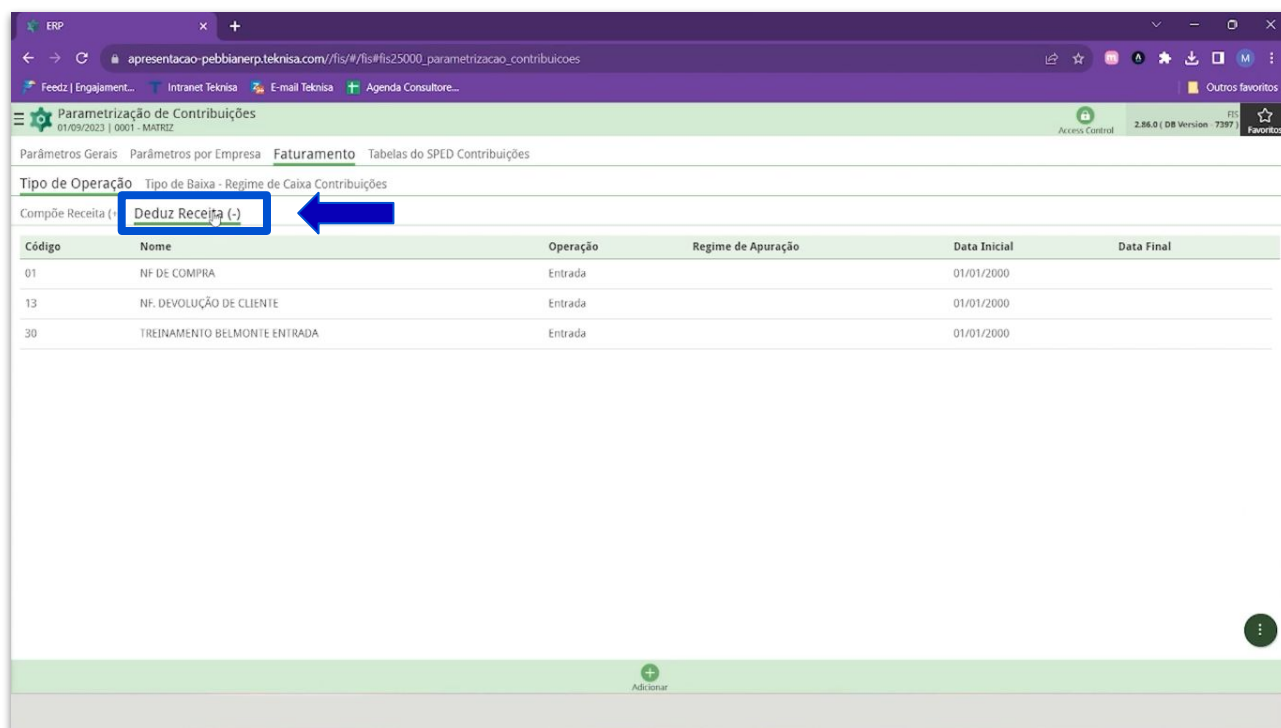 ERP
apresentacao-pebbianerp.teknisa.com//fis/#/fis#fis25000_parametrizacao_contribuicoes
Feedz | Engajament... Intranet Teknisa E-mail Teknisa Agenda Consultore... Outros favoritos
Parametrização de Contribuições
01/09/2023 | 0001 - MATRIZ
Access Control
FIS
2.86.0 ( DB Version - 7397 )
Favoritos
Parâmetros Gerais Parâmetros por Empresa Faturamento Tabelas do SPED Contribuições
Tipo de Operação Tipo de Baixa - Regime de Caixa Contribuições
Compõe Receita (+ Deduz Receita (-)
Código Nome Operação Regime de Apuração Data Inicial Data Final
01 NF DE COMPRA Entrada 01/01/2000
13 NF. DEVOLUÇÃO DE CLIENTE Entrada 01/01/2000
30 TREINAMENTO BELMONTE ENTRADA Entrada 01/01/2000
Adicionar